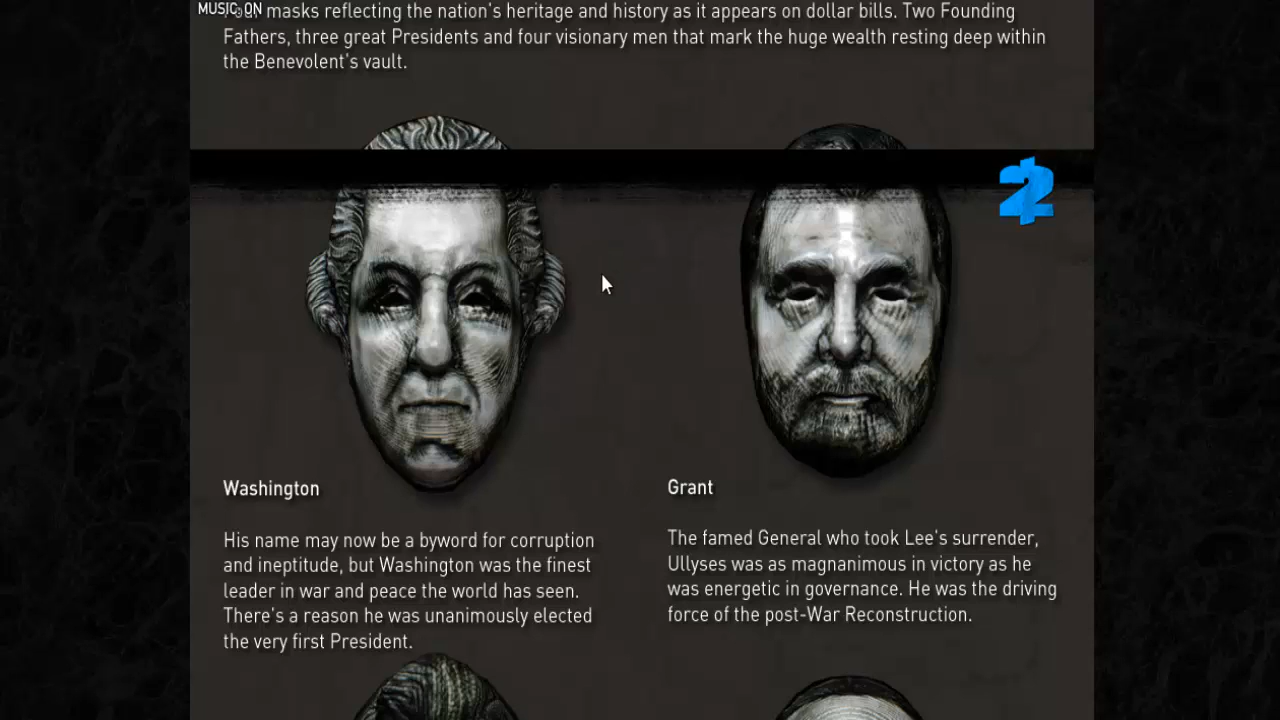 MUSIC: ON
masks reflecting the nation's heritage and history as it appears on dollar bills. Two Founding
Fathers, three great Presidents and four visionary men that mark the huge wealth resting deep within
the Benevolent's vault.
2
Washington
His name may now be a byword for corruption
and ineptitude, but Washington was the finest
leader in war and peace the world has seen.
There's a reason he was unanimously elected
the very first President.
Grant
The famed General who took Lee's surrender,
Ullyses was as magnanimous in victory as he
was energetic in governance. He was the driving
force of the post-War Reconstruction.